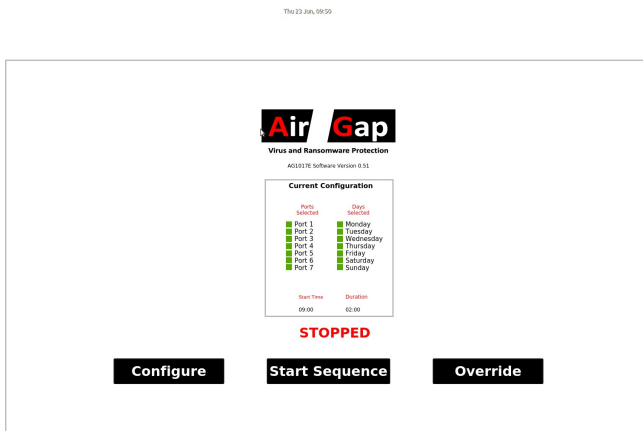 Thu 23 Jun, 09:50
Air Gap
Virus and Ransomware Protection
AG1017E Software Version 0.51
Current Configuration
Ports Selected
Days Selected
Port 1 Monday
Port 2 Tuesday
Port 3 Wednesday
Port 4 Thursday
Port 5 Friday
Port 6 Saturday
Port 7 Sunday
Start Time Duration
09:00 02:00
STOPPED
Configure Start Sequence Override